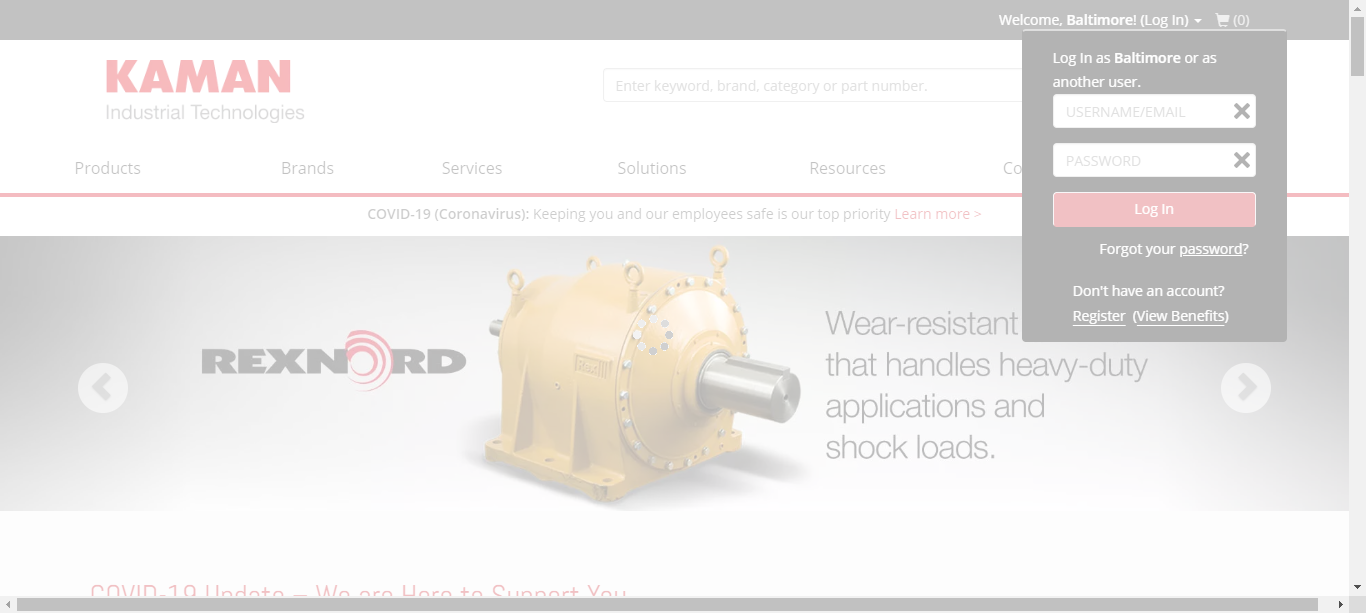 Welcome, Baltimore! (Log In) (0)
KAMAN
Industrial Technologies
Enter keyword, brand, category or part number.
Log In as Baltimore or as
another user.
USERNAME/EMAIL
PASSWORD
Log In
Forgot your password?
Don't have an account?
Register (View Benefits)
Products Brands Services Solutions Resources Co
COVID-19 (Coronavirus): Keeping you and our employees safe is our top priority Learn more >
REXNORD
Wear-resistant
that handles heavy-duty
applications and
shock loads.
COVID-19 Update – We are Here to Support You